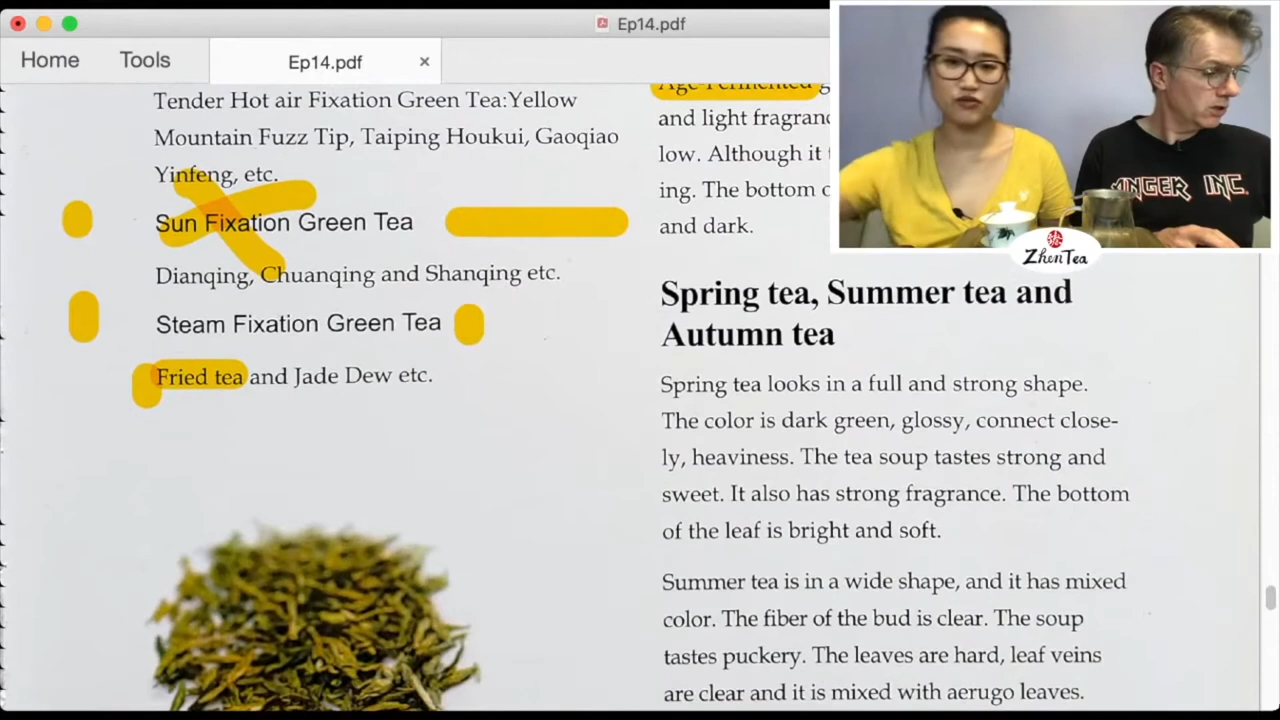 Ep14.pdf
Home
Tools
Ep14.pdf
×
Tender Hot air Fixation Green Tea:Yellow
Mountain Fuzz Tip, Taiping Houkui, Gaoqiao
Yinfeng, etc.
Sun Fixation Green Tea
Dianqing, Chuanqing and Shanqing etc.
Steam Fixation Green Tea
Fried tea and Jade Dew etc.
Age-Fermented g
and light fragran
low. Although it
ing. The bottom
and dark.
Spring tea, Summer tea and
Autumn tea
Spring tea looks in a full and strong shape.
The color is dark green, glossy, connect close-
ly, heaviness. The tea soup tastes strong and
sweet. It also has strong fragrance. The bottom
of the leaf is bright and soft.
Summer tea is in a wide shape, and it has mixed
color. The fiber of the bud is clear. The soup
tastes puckery. The leaves are hard, leaf veins
are clear and it is mixed with aerugo leaves.
ANGER INC.
ZhenTea